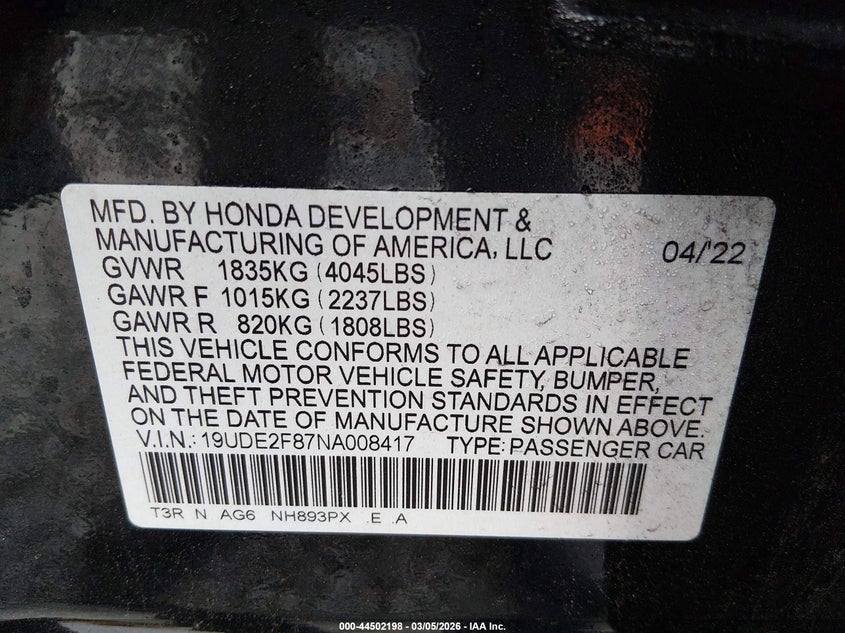 MFD. BY HONDA DEVELOPMENT &
MANUFACTURING OF AMERICA, LLC 04/'22
GVWR 1835KG (4045LBS)
GAWR F 1015KG (2237LBS)
GAWR R 820KG (1808LBS)
THIS VEHICLE CONFORMS TO ALL APPLICABLE
FEDERAL MOTOR VEHICLE SAFETY, BUMPER,
AND THEFT PREVENTION STANDARDS IN EFFECT
ON THE DATE OF MANUFACTURE SHOWN ABOVE.
V.I.N.: 19UDE2F87NA008417 TYPE: PASSENGER CAR
T3R N AG6 NH893PX .E .A
000-44502198 - 03/05/2026 - IAA Inc.